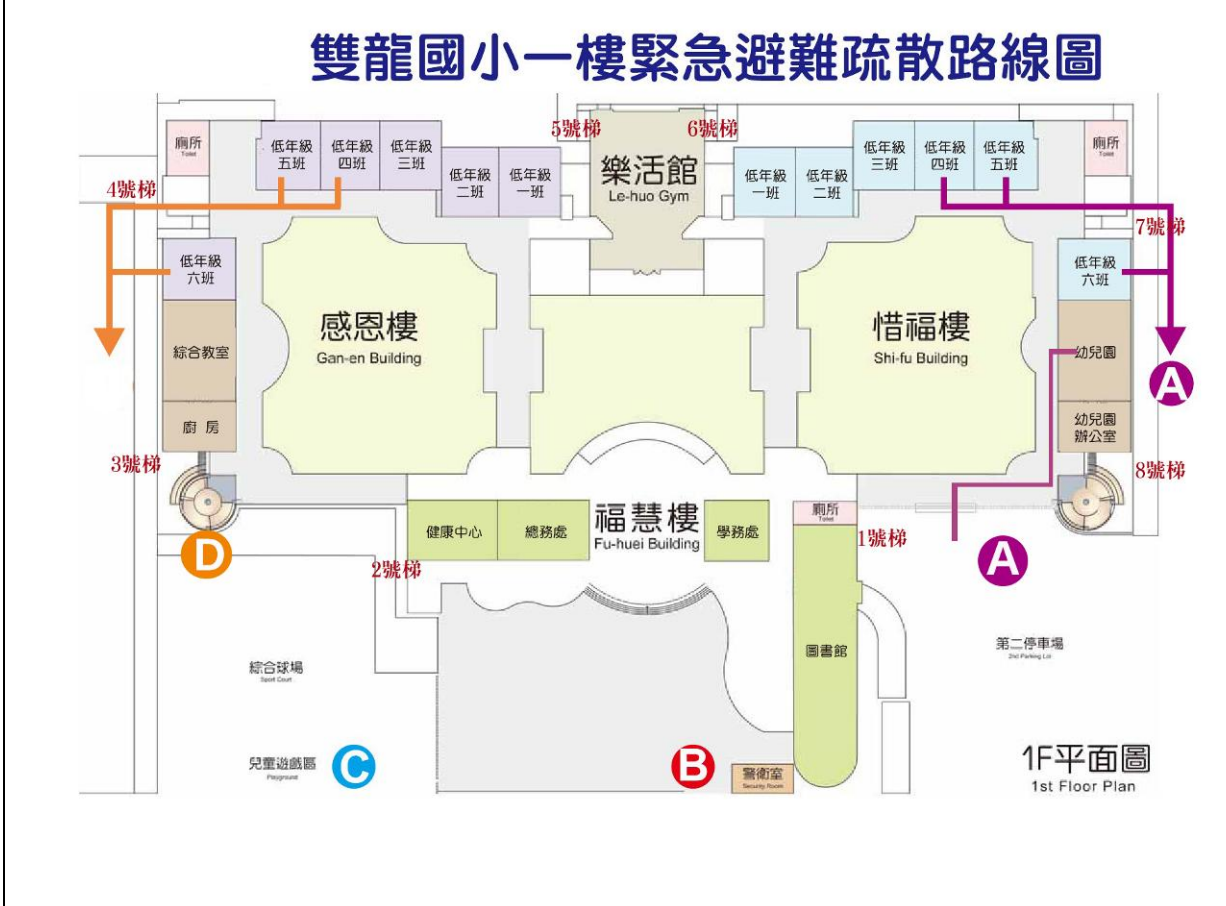 雙龍國小一樓緊急避難疏散路線圖
5號梯
6號梯
廁所
Toilet
低年級
五班
低年級
四班
低年級
三班
低年級
二班
低年級
一班
樂活館
Le-huo Gym
低年級
一班
低年級
二班
低年級
三班
低年級
四班
低年級
五班
廁所
Toilet
4號梯
7號梯
低年級
六班
低年級
六班
綜合教室
感恩樓
Gan-en Building
惜福樓
Shi-fu Building
幼兒園
A
廚 房
幼兒園
辦公室
3號梯
8號梯
健康中心
總務處
福慧樓
Fu-huei Building
學務處
廁所
Toilet
1號梯
D
2號梯
A
圖書館
綜合球場
Sport Court
第二停車場
2nd Parking Lot
兒童遊戲區
Playground
C
B
警衛室
Security Room
1F平面圖
1st Floor Plan